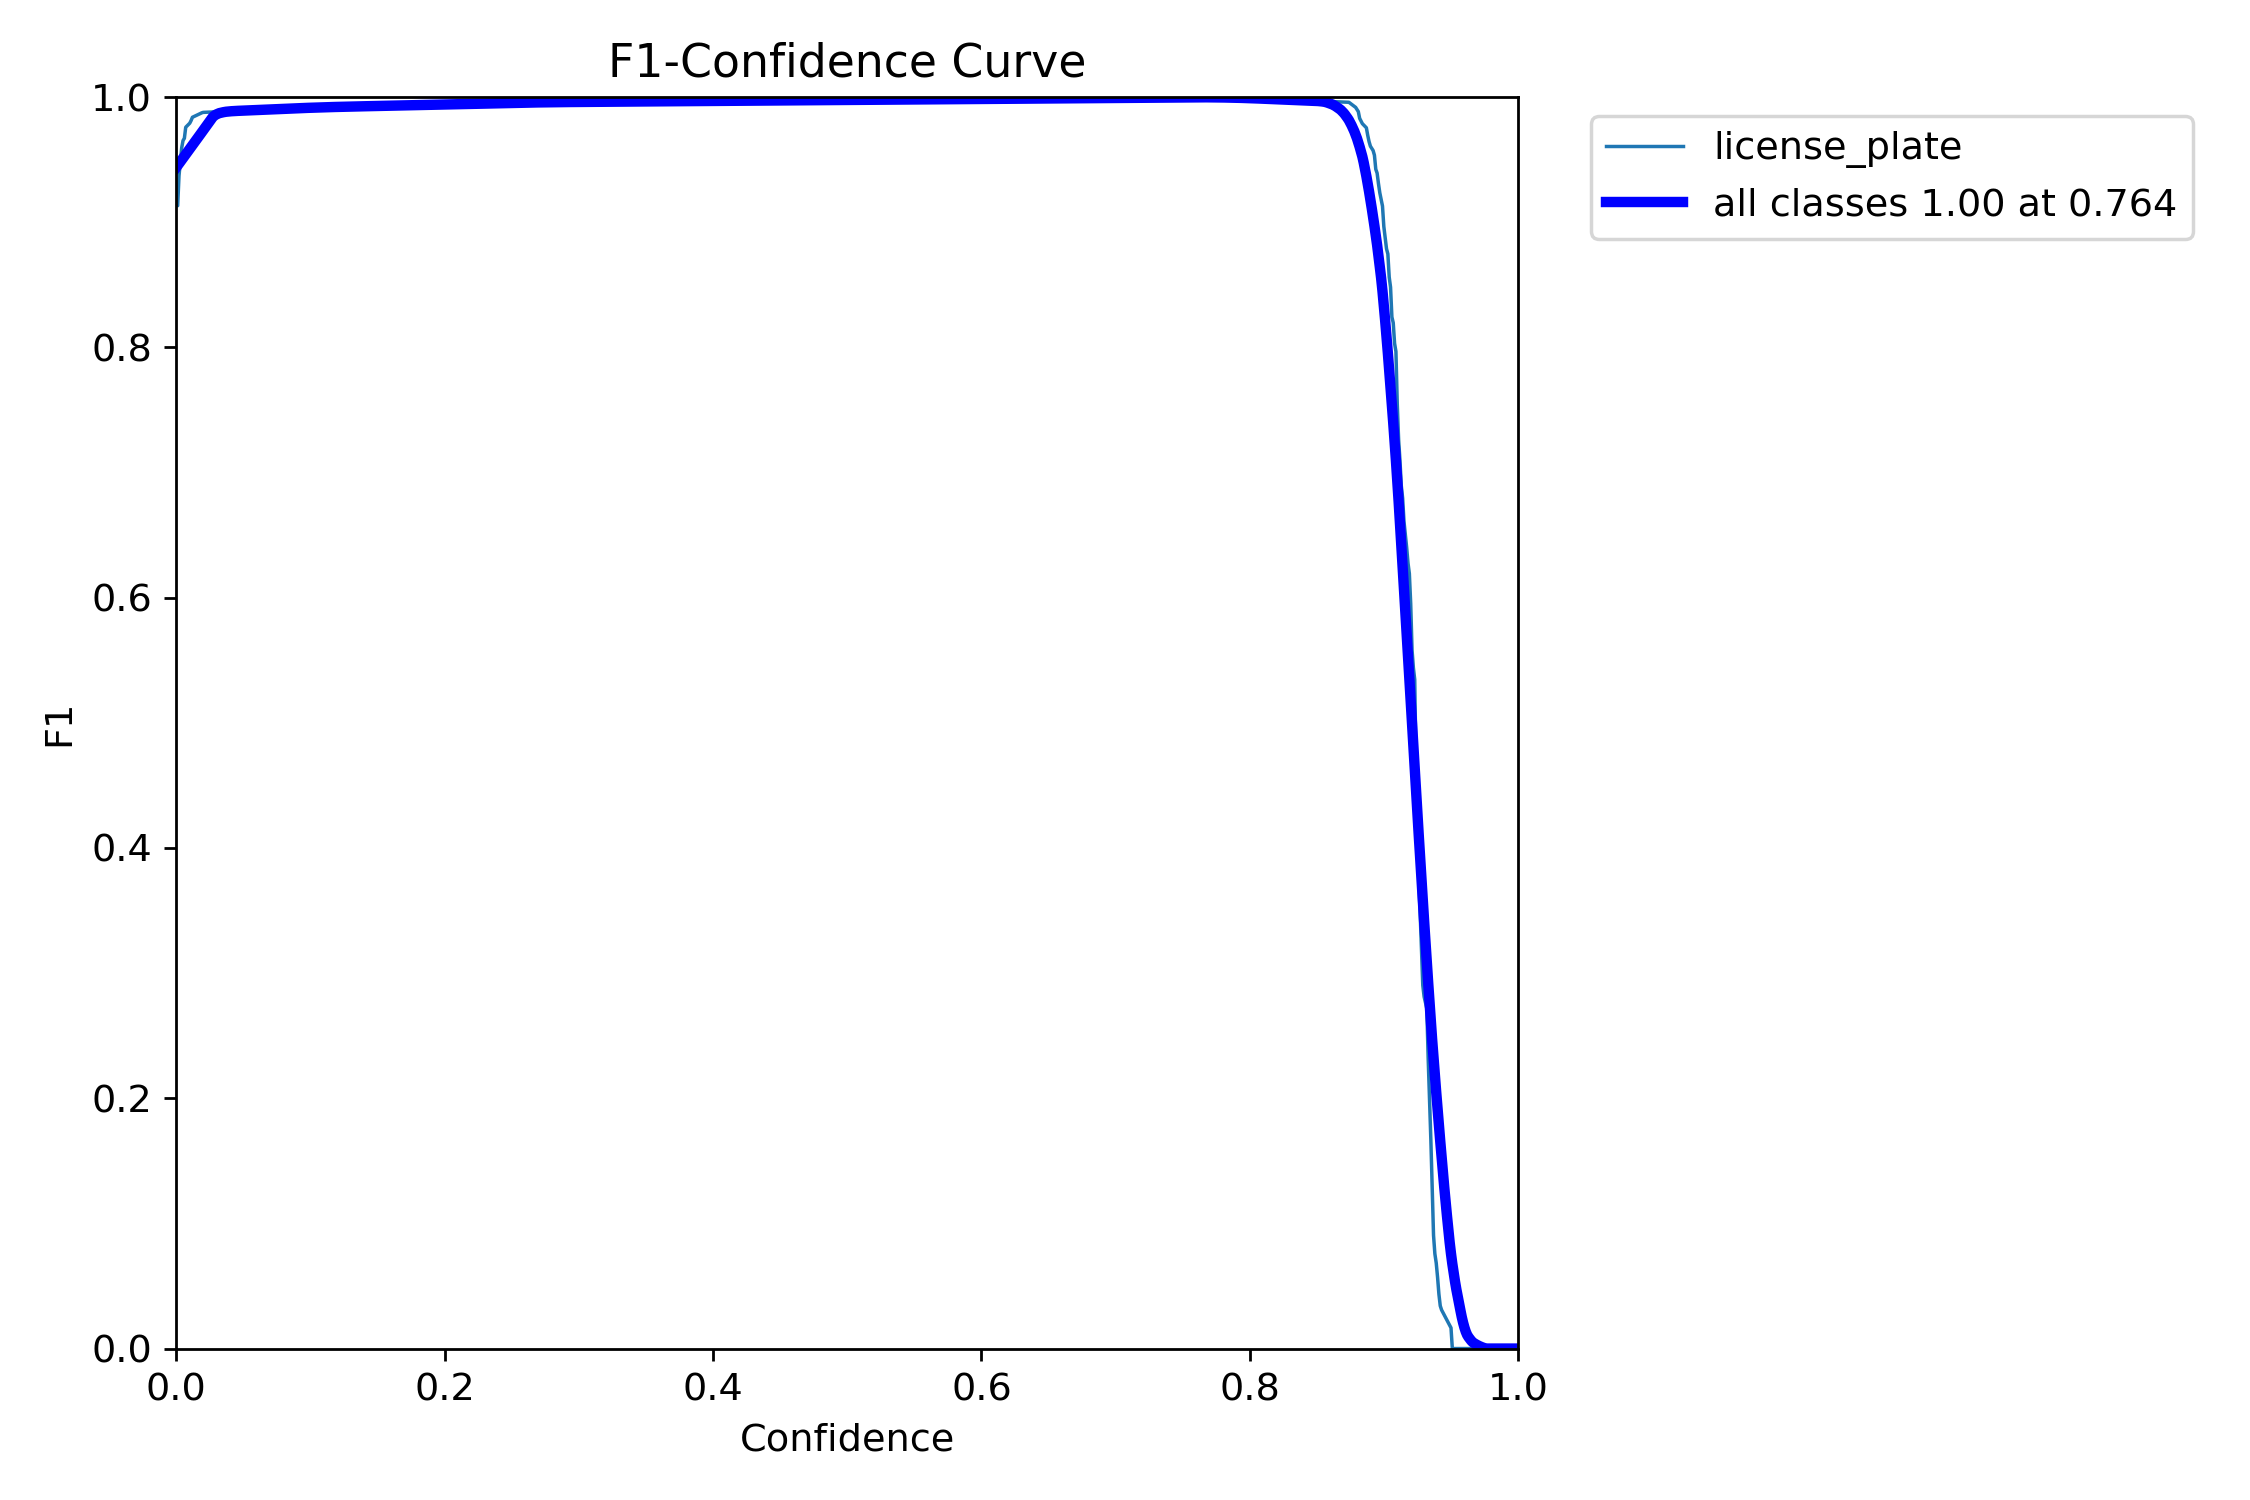 F1-Confidence Curve
license_plate
all classes 1.00 at 0.764
1.0
0.8
0.6
0.4
0.2
0.0
F1
0.0 0.2 0.4 0.6 0.8 1.0
Confidence